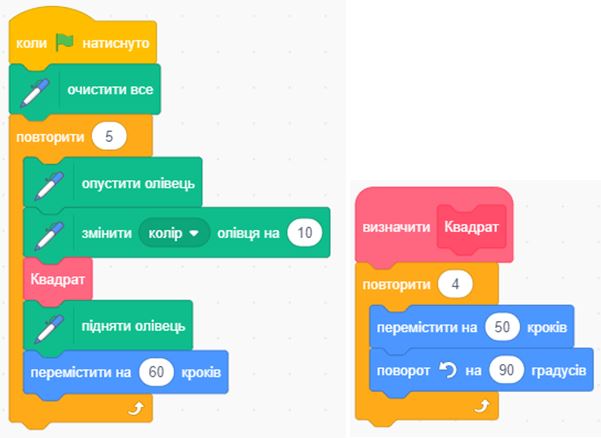 коли натиснуто
очистити все
повторити 5
опустити олівець
змінити колір олівця на 10
Квадрат
підняти олівець
перемістити на 60 кроків
визначити Квадрат
повторити 4
перемістити на 50 кроків
поворот на 90 градусів